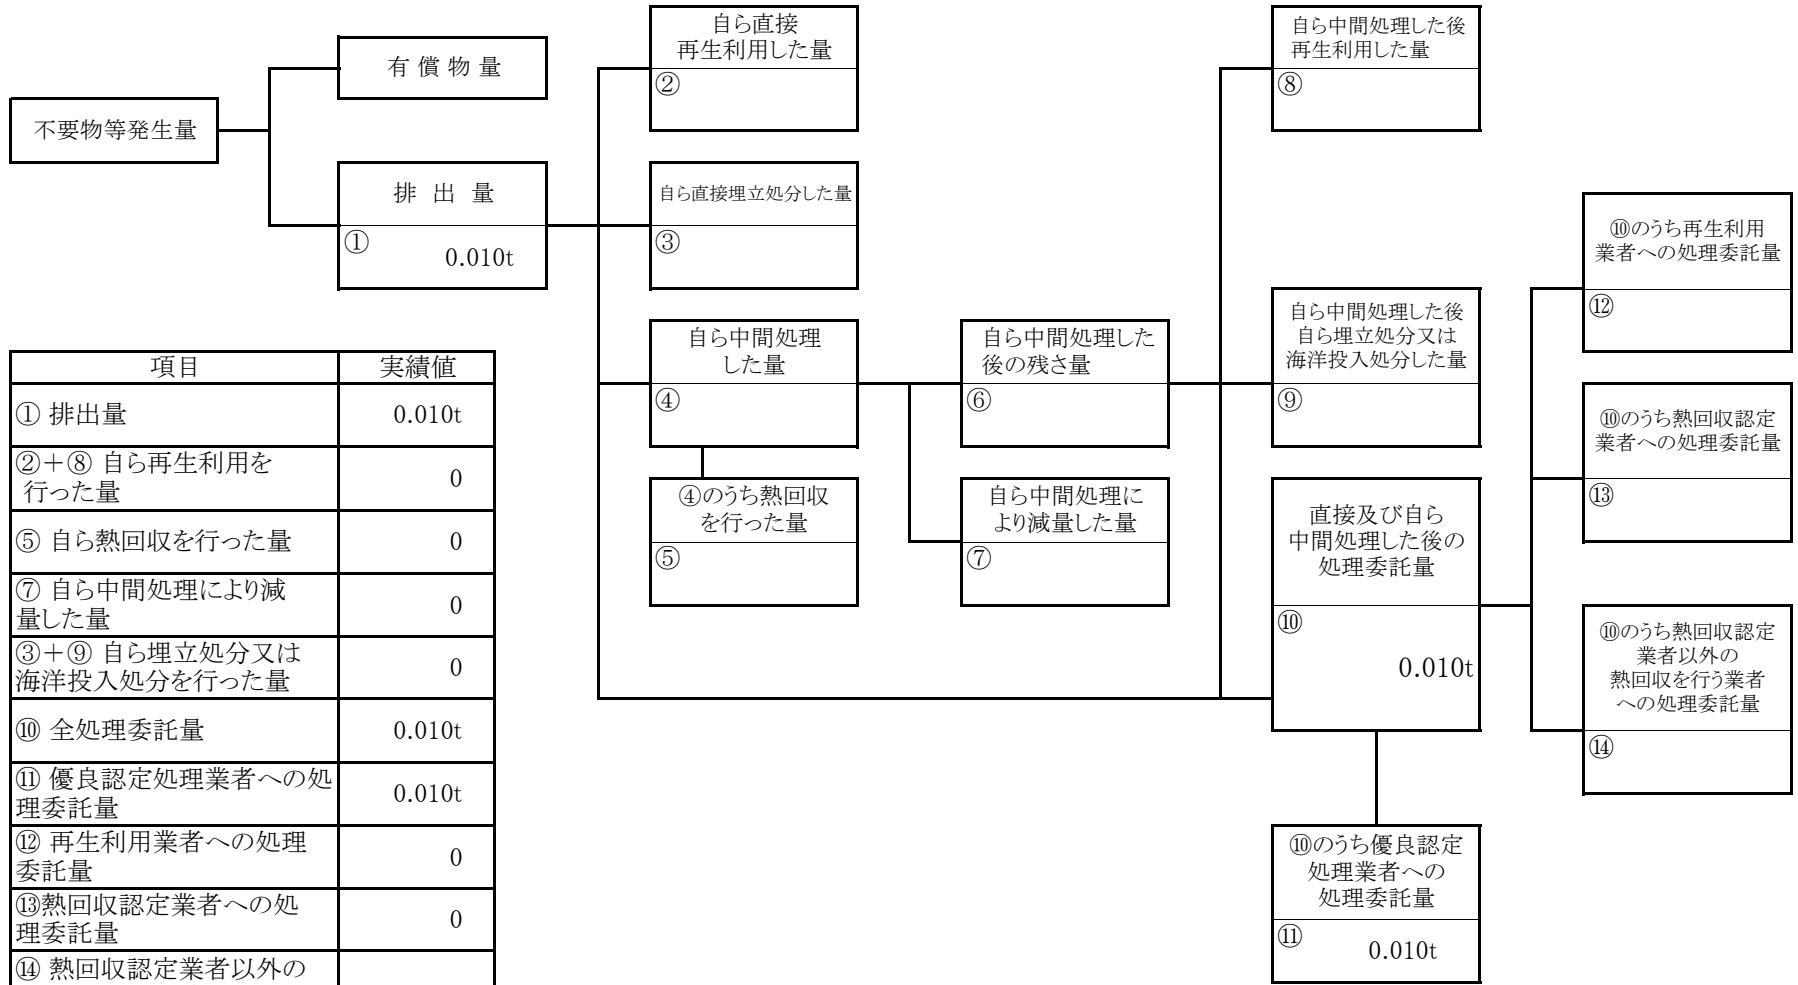 不要物等発生量
有 償 物 量
排 出 量
①
0.010t
自ら直接
再生利用した量
②
自ら直接埋立処分した量
③
自ら中間処理
した量
④
④のうち熱回収
を行った量
⑤
自ら中間処理した
後の残さ量
⑥
自ら中間処理に
より減量した量
⑦
自ら中間処理した後
再生利用した量
⑧
自ら中間処理した後
自ら埋立処分又は
海洋投入処分した量
⑨
直接及び自ら
中間処理した後の
処理委託量
⑩
0.010t
⑩のうち優良認定
処理業者への
処理委託量
⑪
0.010t
⑩のうち再生利用
業者への処理委託量
⑫
⑩のうち熱回収認定
業者への処理委託量
⑬
⑩のうち熱回収認定
業者以外の
熱回収を行う業者
への処理委託量
⑭
項目 実績値
① 排出量 0.010t
②＋⑧ 自ら再生利用を
行った量 0
⑤ 自ら熱回収を行った量 0
⑦ 自ら中間処理により減
量した量 0
③＋⑨ 自ら埋立処分又は
海洋投入処分を行った量 0
⑩ 全処理委託量 0.010t
⑪ 優良認定処理業者への処
理委託量 0.010t
⑫ 再生利用業者への処理
委託量 0
⑬熱回収認定業者への処
理委託量 0
⑭ 熱回収認定業者以外の